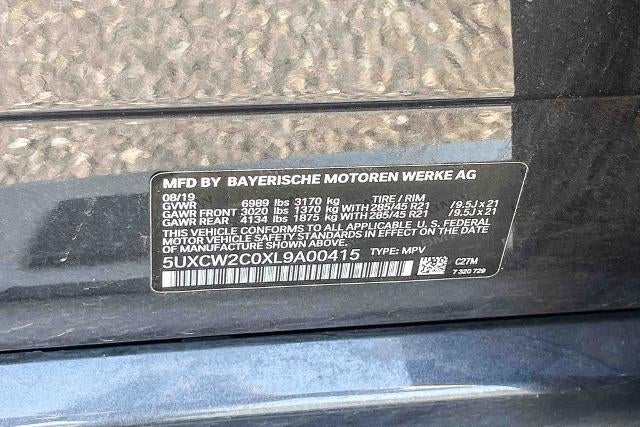 MFD BY BAYERISCHE MOTOREN WERKE AG
08/19
GVWR 6989 lbs 3170 kg TIRE / RIM
GAWR FRONT 3020 lbs 1370 kg WITH 285/45 R21 /9.5J x 21
GAWR REAR 4134 lbs 1875 kg WITH 285/45 R21 /9.5J x 21
THIS VEHICLE CONFORMS TO ALL APPLICABLE U. S. FEDERAL
MOTOR VEHICLE SAFETY STANDARDS IN EFFECT ON THE
DATE OF MANUFACTURE SHOWN ABOVE.
5UXCW2C0XL9A00415 TYPE: MPV
C27M
7 320 729